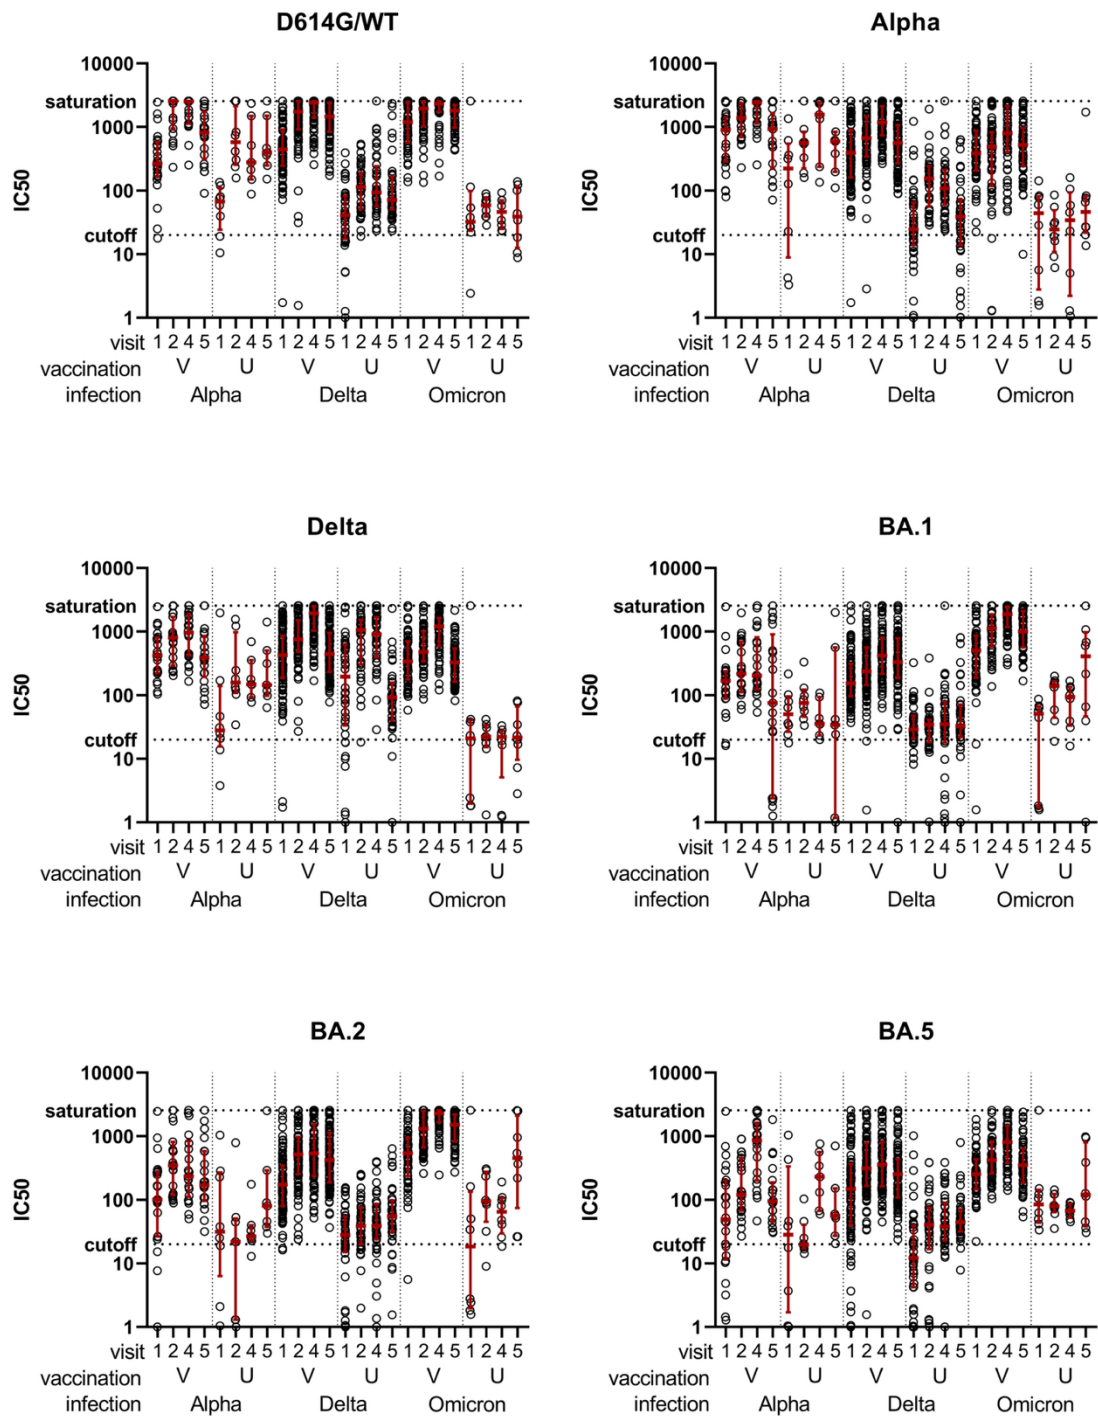 D614G/WT
10000
saturation
1000
100
cutoff
10
1
IC50
visit 1 2 4 5 1 2 4 5 1 2 4 5 1 2 4 5 1 2 4 5 1 2 4 5
vaccination V U V U V U
infection Alpha Delta Omicron
Alpha
10000
saturation
1000
100
cutoff
10
1
IC50
visit 1 2 4 5 1 2 4 5 1 2 4 5 1 2 4 5 1 2 4 5 1 2 4 5
vaccination V U V U V U
infection Alpha Delta Omicron
Delta
10000
saturation
1000
100
cutoff
10
1
IC50
visit 1 2 4 5 1 2 4 5 1 2 4 5 1 2 4 5 1 2 4 5 1 2 4 5
vaccination V U V U V U
infection Alpha Delta Omicron
BA.1
10000
saturation
1000
100
cutoff
10
1
IC50
visit 1 2 4 5 1 2 4 5 1 2 4 5 1 2 4 5 1 2 4 5 1 2 4 5
vaccination V U V U V U
infection Alpha Delta Omicron
BA.2
10000
saturation
1000
100
cutoff
10
1
IC50
visit 1 2 4 5 1 2 4 5 1 2 4 5 1 2 4 5 1 2 4 5 1 2 4 5
vaccination V U V U V U
infection Alpha Delta Omicron
BA.5
10000
saturation
1000
100
cutoff
10
1
IC50
visit 1 2 4 5 1 2 4 5 1 2 4 5 1 2 4 5 1 2 4 5 1 2 4 5
vaccination V U V U V U
infection Alpha Delta Omicron